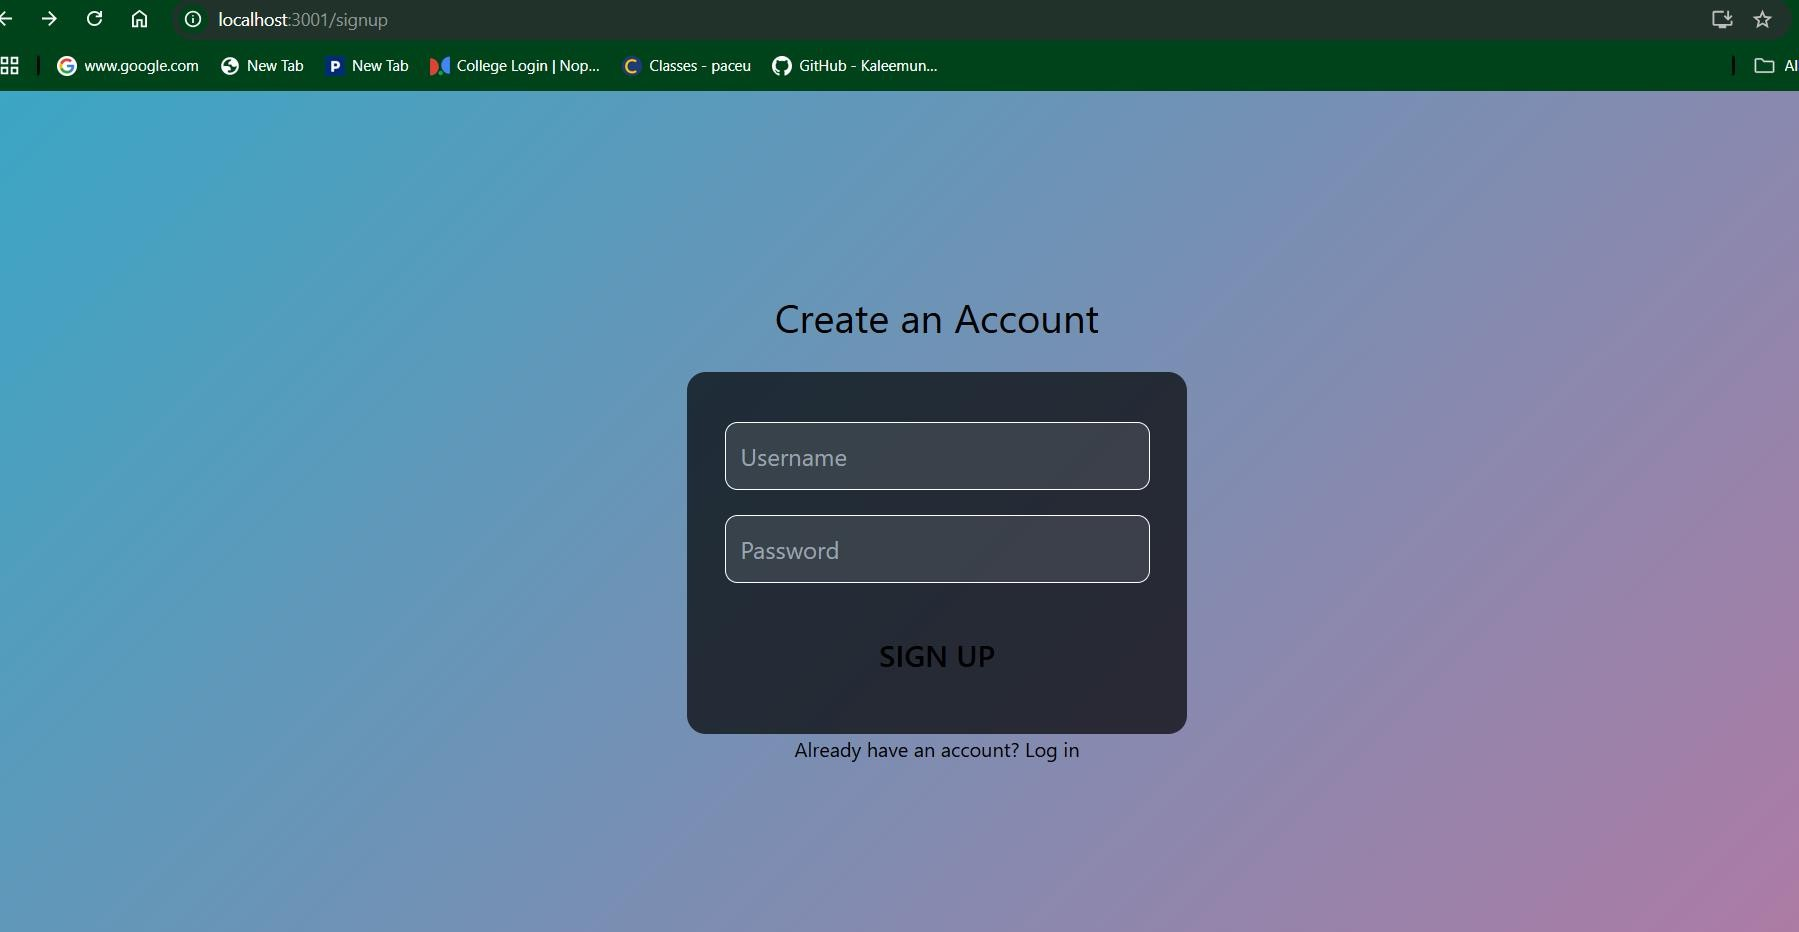 localhost:3001/signup
www.google.com New Tab P New Tab College Login | Nop... C Classes - paceu GitHub - Kaleemun... Al
Create an Account
Username
Password
SIGN UP
Already have an account? Log in